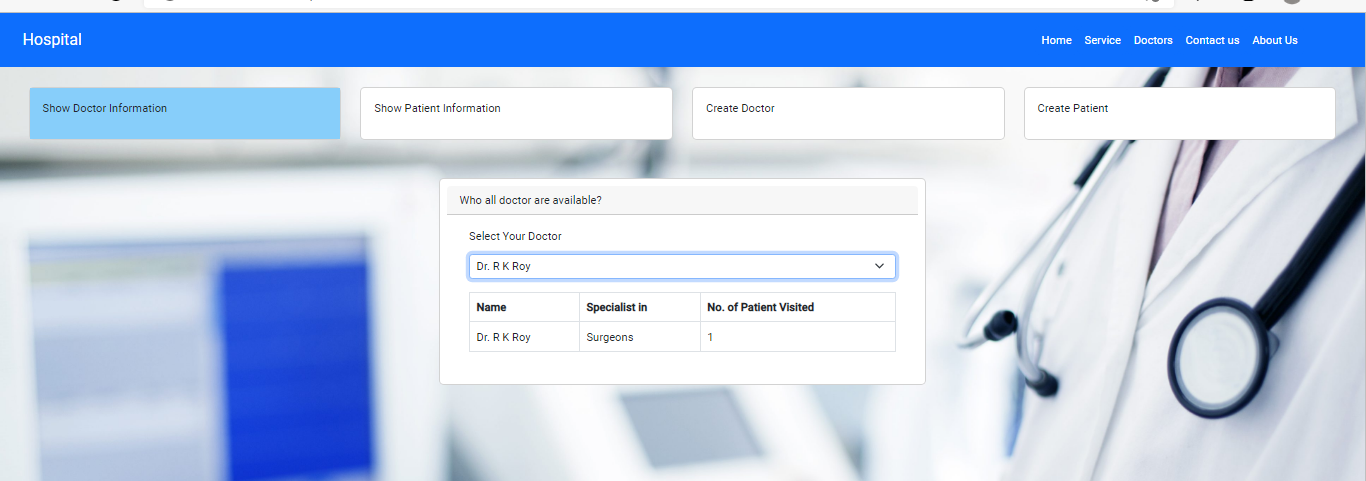 Hospital
Home Service Doctors Contact us About Us
Show Doctor Information
Show Patient Information
Create Doctor
Create Patient
Who all doctor are available?
Select Your Doctor
Dr. R K Roy
Name Specialist in No. of Patient Visited
Dr. R K Roy Surgeons 1